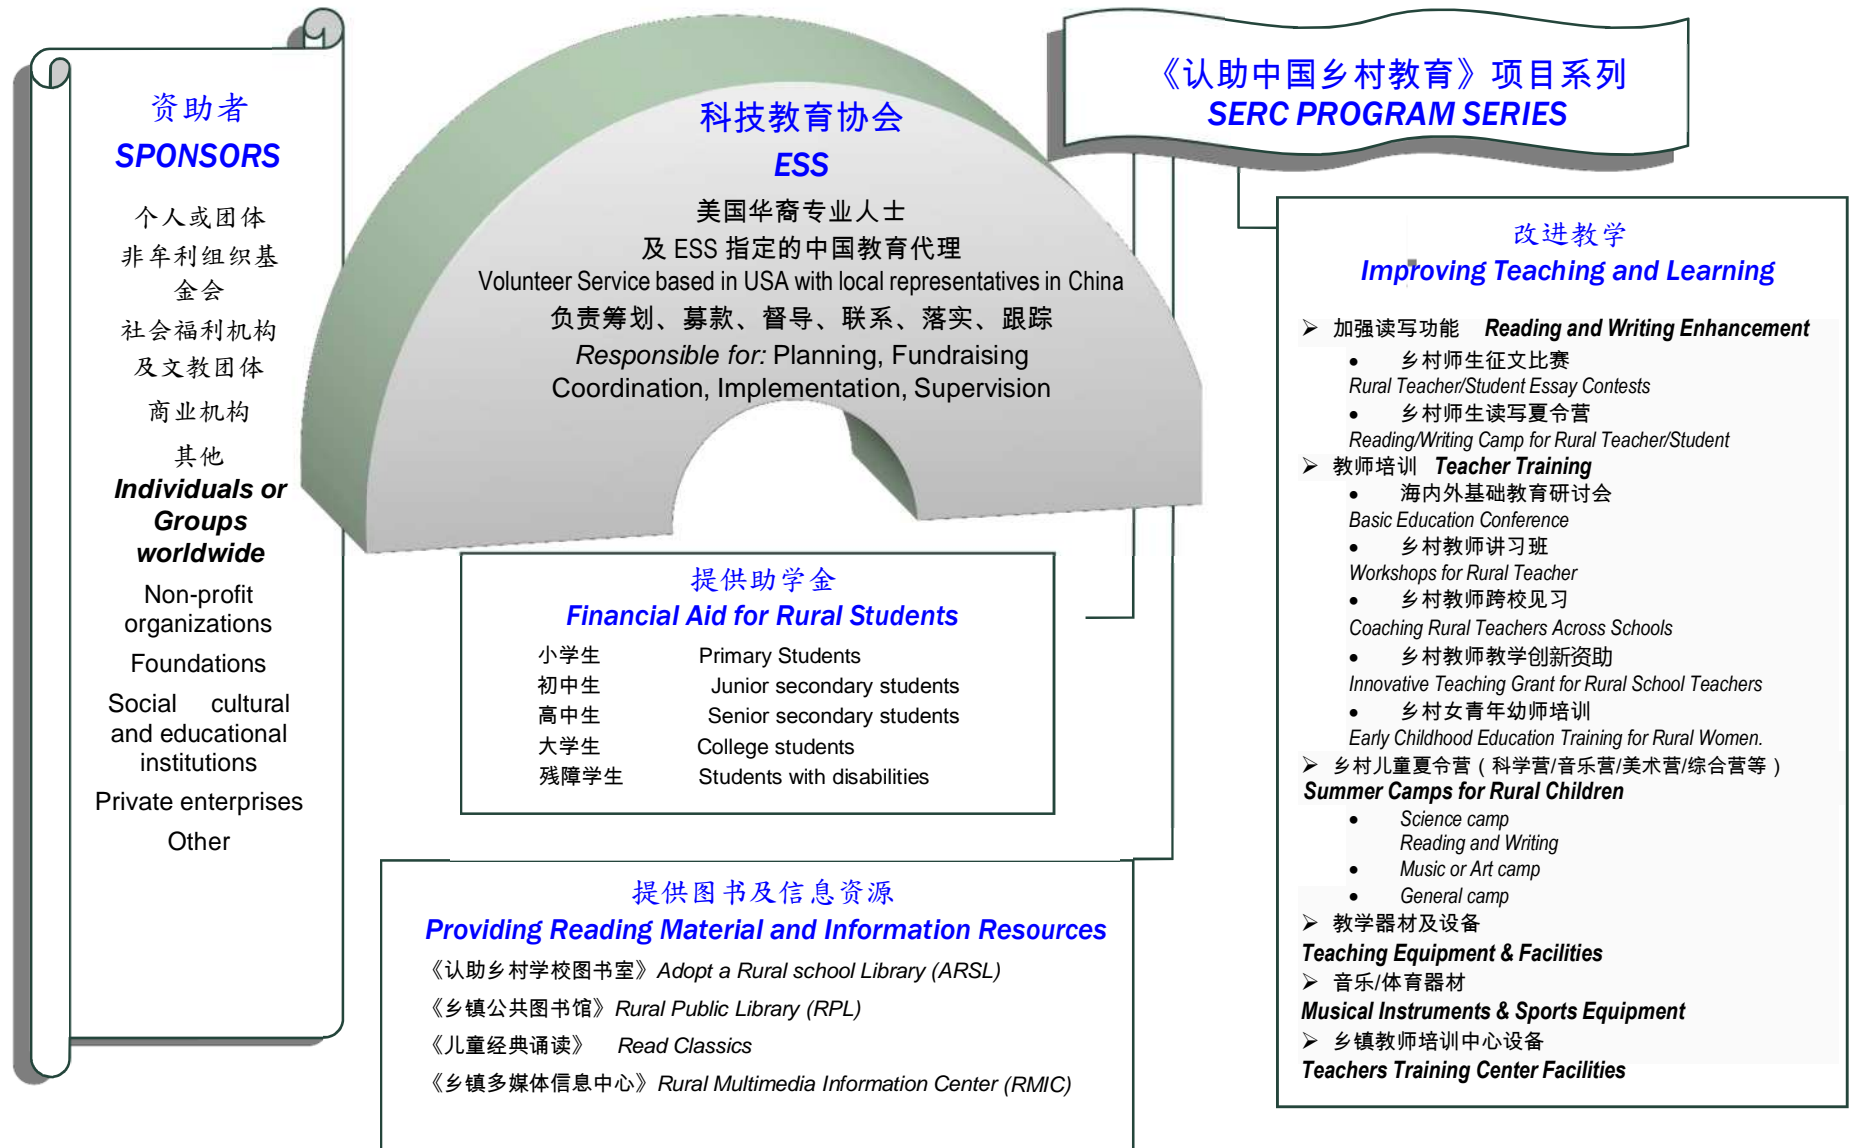 资助者
SPONSORS
个人或团体
非牟利组织基
金会
社会福利机构
及文教团体
商业机构
其他
Individuals or
Groups
worldwide
Non-profit
organizations
Foundations
Social cultural
and educational
institutions
Private enterprises
Other
科技教育协会
ESS
美国华裔专业人士
及 ESS 指定的中国教育代理
Volunteer Service based in USA with local representatives in China
负责筹划、募款、督导、联系、落实、跟踪
Responsible for: Planning, Fundraising
Coordination, Implementation, Supervision
《认助中国乡村教育》项目系列
SERC PROGRAM SERIES
提供助学金
Financial Aid for Rural Students
小学生 Primary Students
初中生 Junior secondary students
高中生 Senior secondary students
大学生 College students
残障学生 Students with disabilities
提供图书及信息资源
Providing Reading Material and Information Resources
《认助乡村学校图书室》Adopt a Rural school Library (ARSL)
《乡镇公共图书馆》Rural Public Library (RPL)
《儿童经典诵读》 Read Classics
《乡镇多媒体信息中心》Rural Multimedia Information Center (RMIC)
改进教学
Improving Teaching and Learning
➢ 加强读写功能 Reading and Writing Enhancement
• 乡村师生征文比赛
Rural Teacher/Student Essay Contests
• 乡村师生读写夏令营
Reading/Writing Camp for Rural Teacher/Student
➢ 教师培训 Teacher Training
• 海内外基础教育研讨会
Basic Education Conference
• 乡村教师讲习班
Workshops for Rural Teacher
• 乡村教师跨校见习
Coaching Rural Teachers Across Schools
• 乡村教师教学创新资助
Innovative Teaching Grant for Rural School Teachers
• 乡村女青年幼师培训
Early Childhood Education Training for Rural Women.
➢ 乡村儿童夏令营（科学营/音乐营/美术营/综合营等）
Summer Camps for Rural Children
• Science camp
Reading and Writing
• Music or Art camp
• General camp
➢ 教学器材及设备
Teaching Equipment & Facilities
➢ 音乐/体育器材
Musical Instruments & Sports Equipment
➢ 乡镇教师培训中心设备
Teachers Training Center Facilities